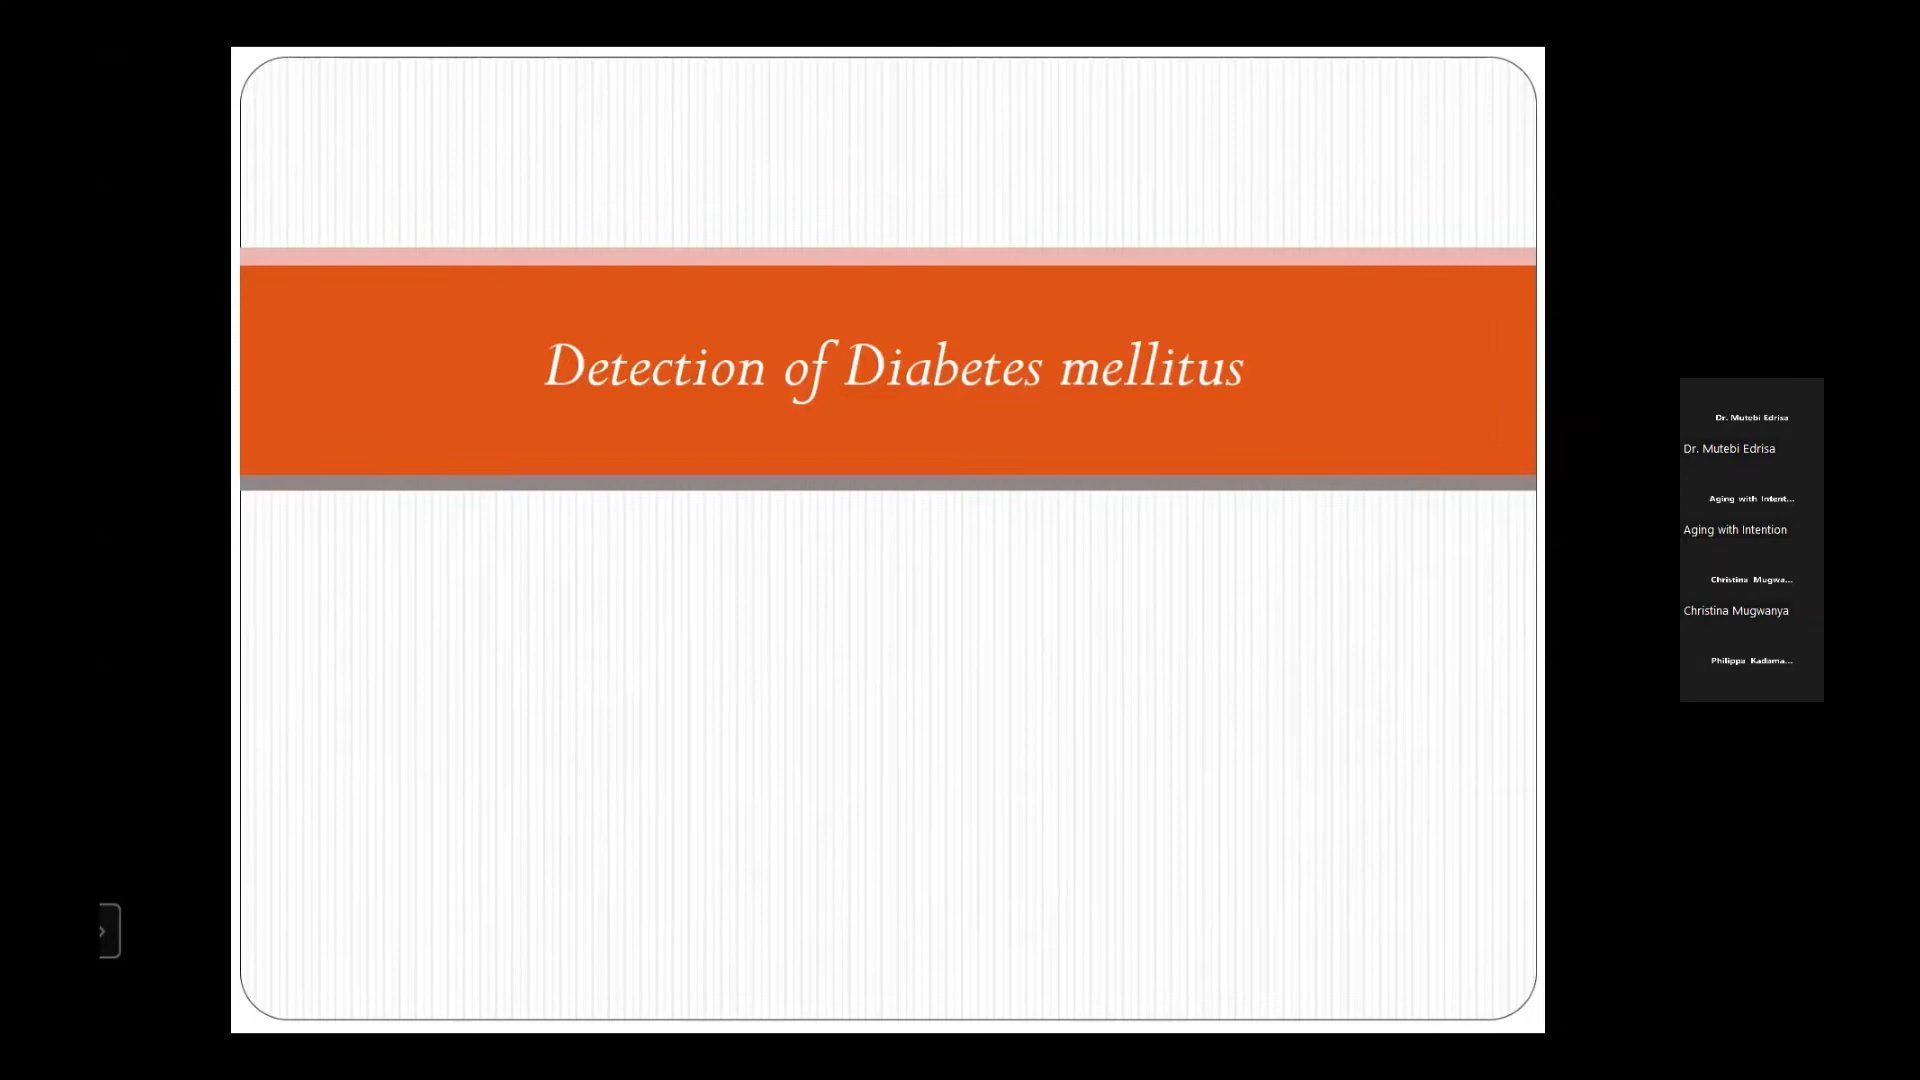 Detection of Diabetes mellitus
Dr. Mutebi Edrisa
Dr. Mutebi Edrisa
Aging with Intent...
Aging with Intention
Christina Mugwa...
Christina Mugwanya
Philippa Kadama...